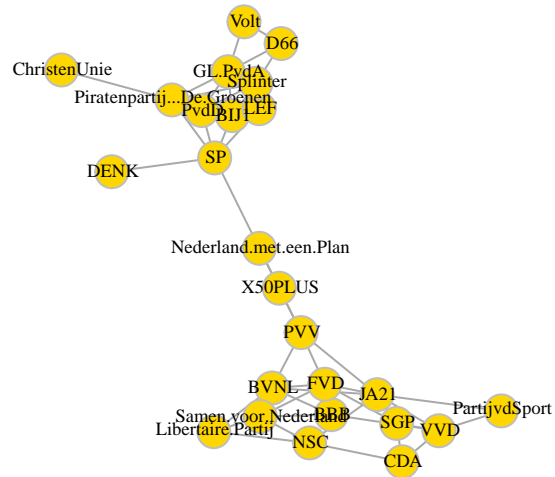 Volt
D66
ChristenUnie
GL.PvdA
Splinter
Piratenpartij...De.Groenen
PvdD
BIJ1
LEF
SP
DENK
Nederland.met.een.Plan
X50PLUS
PVV
BVNL
FVD
JA21
PartijvdSport
Samen.voor.Nederland
BBB
SGP
Libertaire.Partij
VVD
NSC
CDA